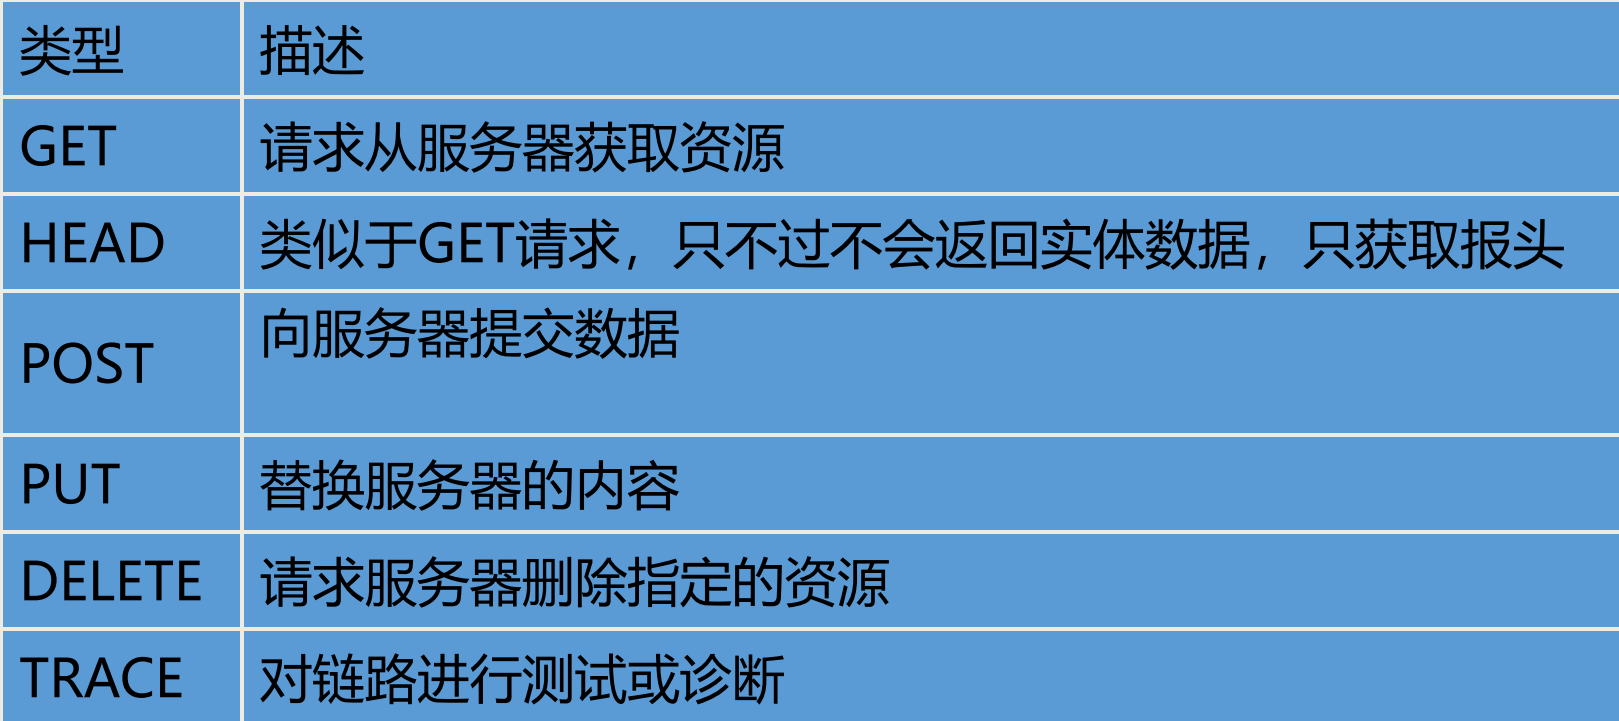 类型 描述
GET 请求从服务器获取资源
HEAD 类似于GET请求，只不过不会返回实体数据，只获取报头
POST 向服务器提交数据
PUT 替换服务器的内容
DELETE 请求服务器删除指定的资源
TRACE 对链路进行测试或诊断